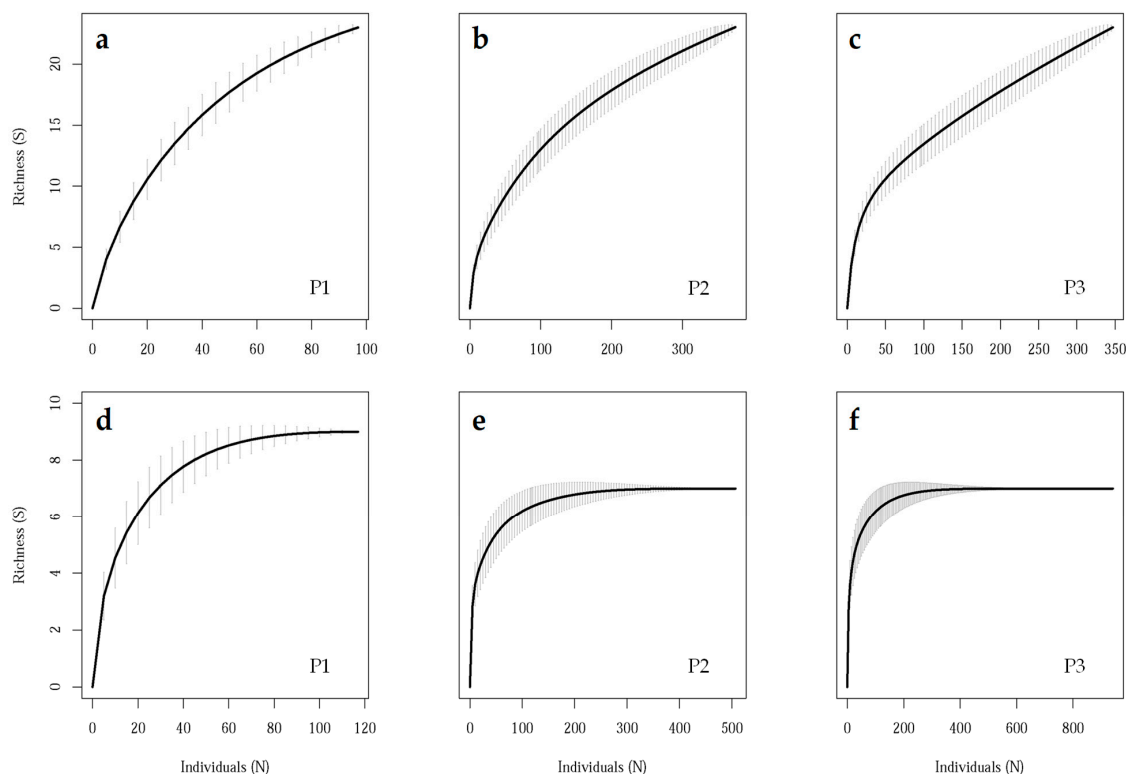 a
b
c
Richness (S)
20
15
10
5
0
P1
P2
P3
0 20 40 60 80 100
0 100 200 300
0 50 100 150 200 250 300 350
d
e
f
Richness (S)
10
8
6
4
2
0
P1
P2
P3
0 20 40 60 80 100 120
0 100 200 300 400 500
0 200 400 600 800
Individuals (N)
Individuals (N)
Individuals (N)